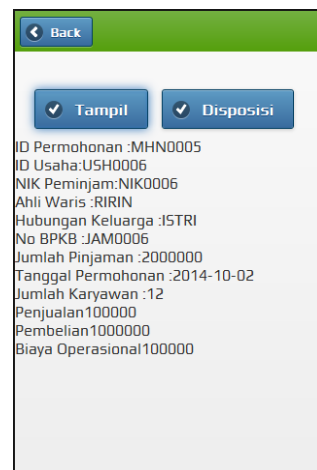 Back
Tampil Disposisi
ID Permohonan :MHN0005
ID Usaha:USH0006
NIK Peminjam:NIK0006
Ahli Waris :RIRIN
Hubungan Keluarga :ISTRI
No BPKB :JAM0006
Jumlah Pinjaman :2000000
Tanggal Permohonan :2014-10-02
Jumlah Karyawan :12
Penjualan100000
Pembelian1000000
Biaya Operasional100000